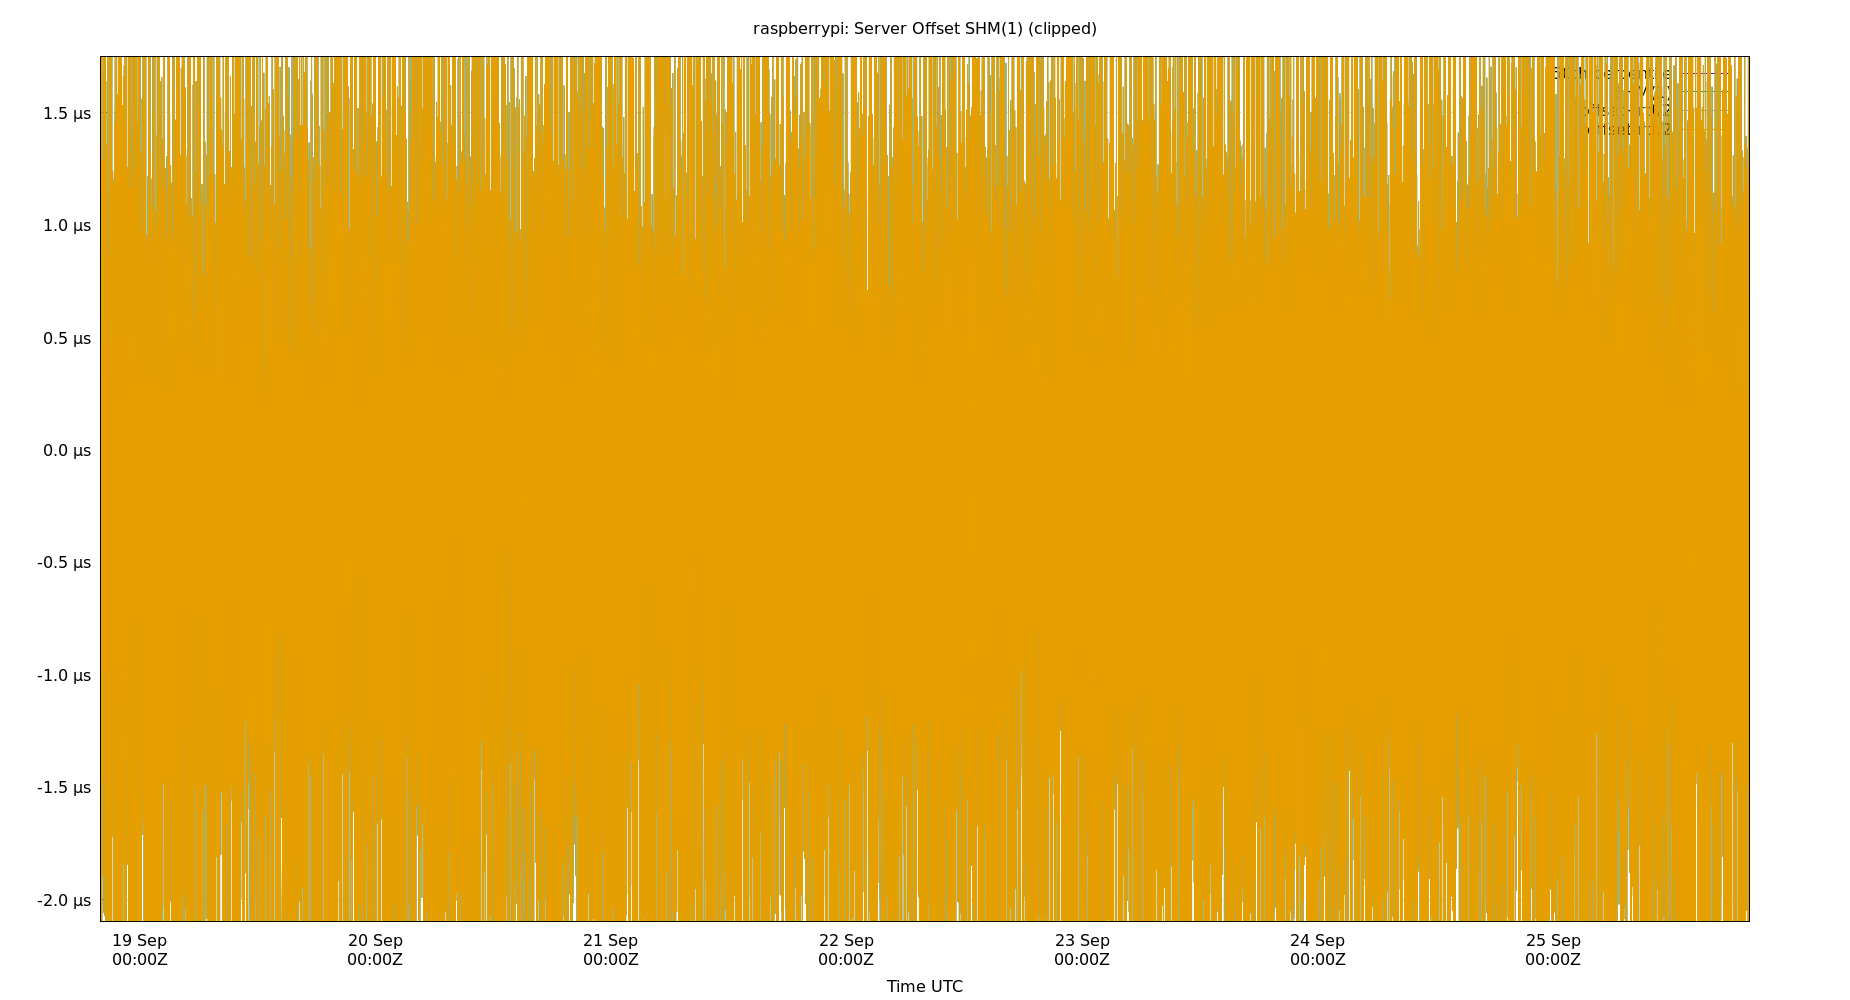 raspberrypi: Server Offset SHM(1) (clipped)
1.5 µs
1.0 µs
0.5 µs
0.0 µs
-0.5 µs
-1.0 µs
-1.5 µs
-2.0 µs
19 Sep
00:00Z
20 Sep
00:00Z
21 Sep
00:00Z
22 Sep
00:00Z
23 Sep
00:00Z
24 Sep
00:00Z
25 Sep
00:00Z
Time UTC